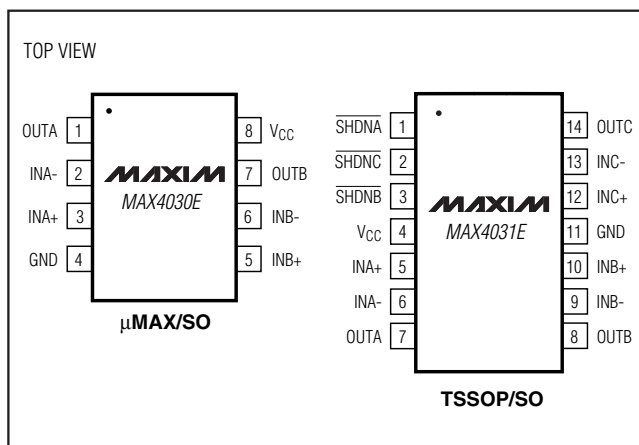 TOP VIEW
OUTA 1
INA- 2
INA+ 3
GND 4
8 VCC
7 OUTB
6 INB-
5 INB+
MAXIM
MAX4030E
µMAX/SO
SHDNA 1
SHDNC 2
SHDNB 3
VCC 4
INA+ 5
INA- 6
OUTA 7
14 OUTC
13 INC-
12 INC+
11 GND
10 INB+
9 INB-
8 OUTB
MAXIM
MAX4031E
TSSOP/SO